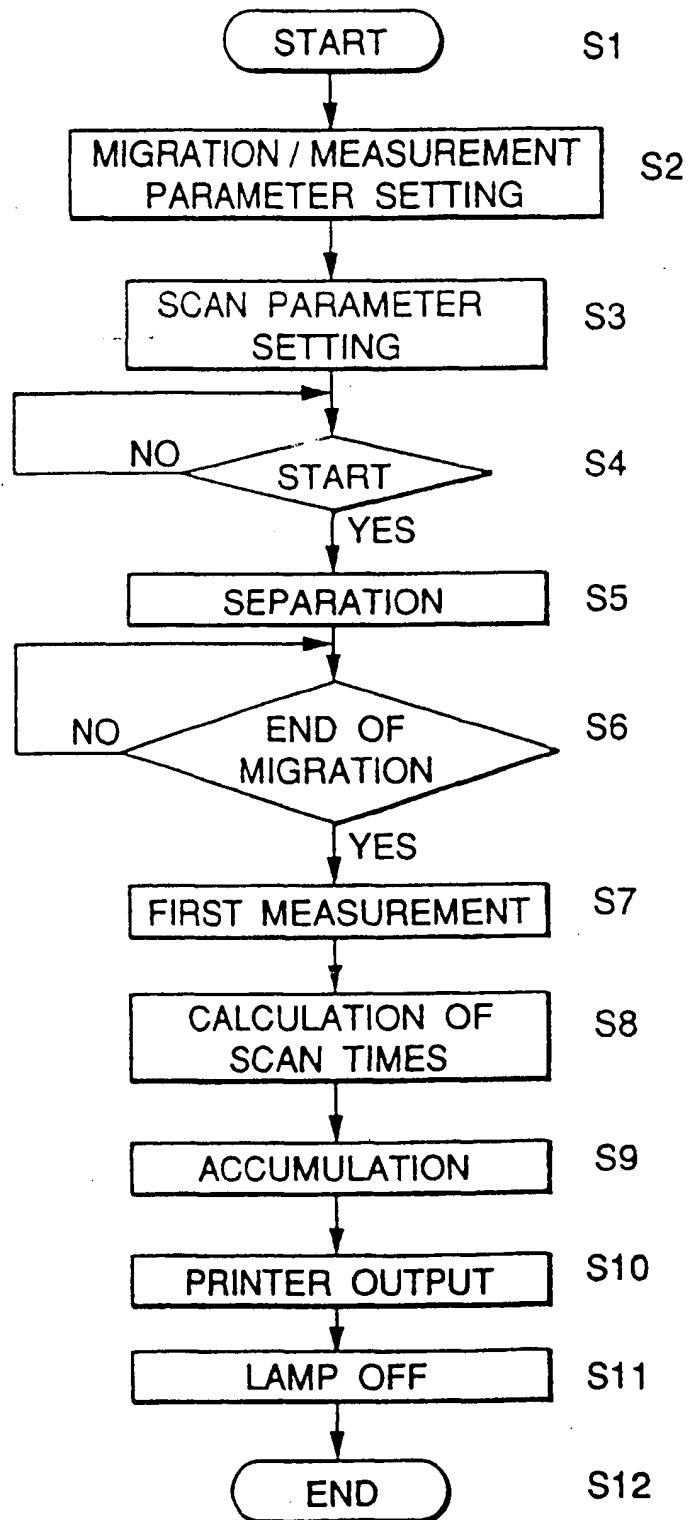 START S1
MIGRATION / MEASUREMENT S2
PARAMETER SETTING
SCAN PARAMETER S3
SETTING
NO START S4
YES
SEPARATION S5
NO END OF S6
MIGRATION
YES
FIRST MEASUREMENT S7
CALCULATION OF S8
SCAN TIMES
ACCUMULATION S9
PRINTER OUTPUT S10
LAMP OFF S11
END S12